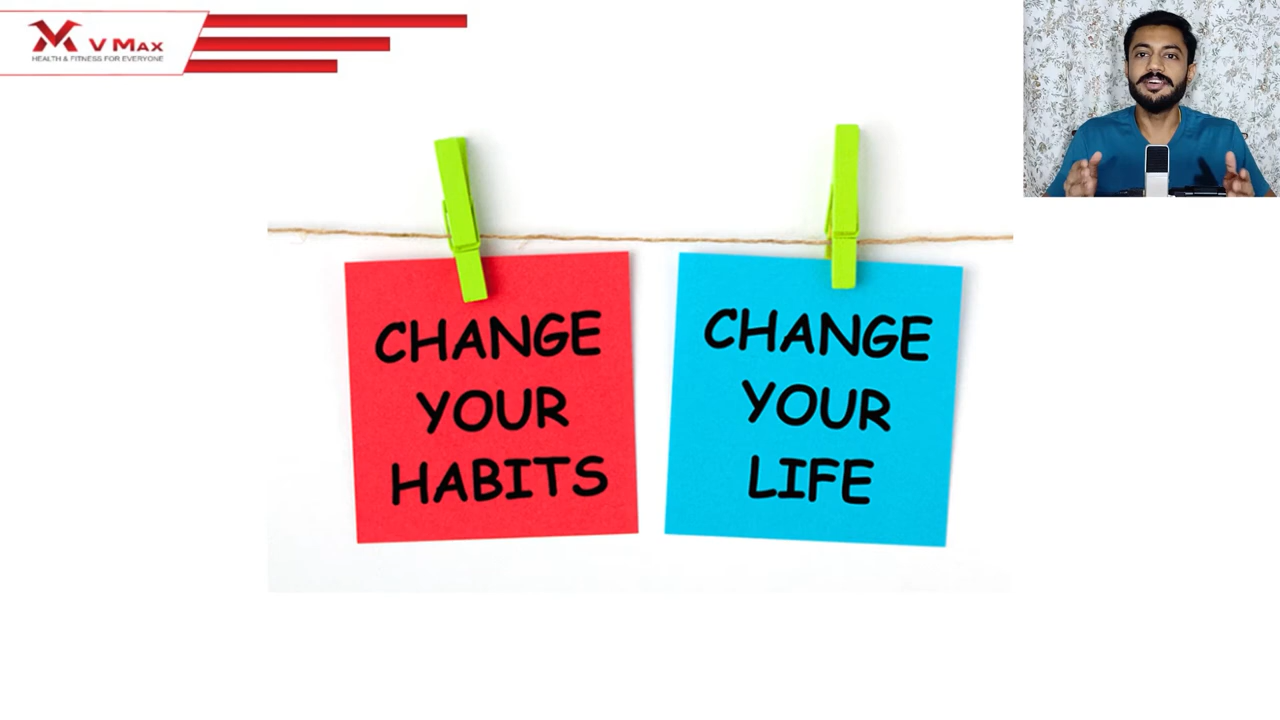 V MAX
HEALTH & FITNESS FOR EVERYONE
CHANGE
YOUR
HABITS
CHANGE
YOUR
LIFE